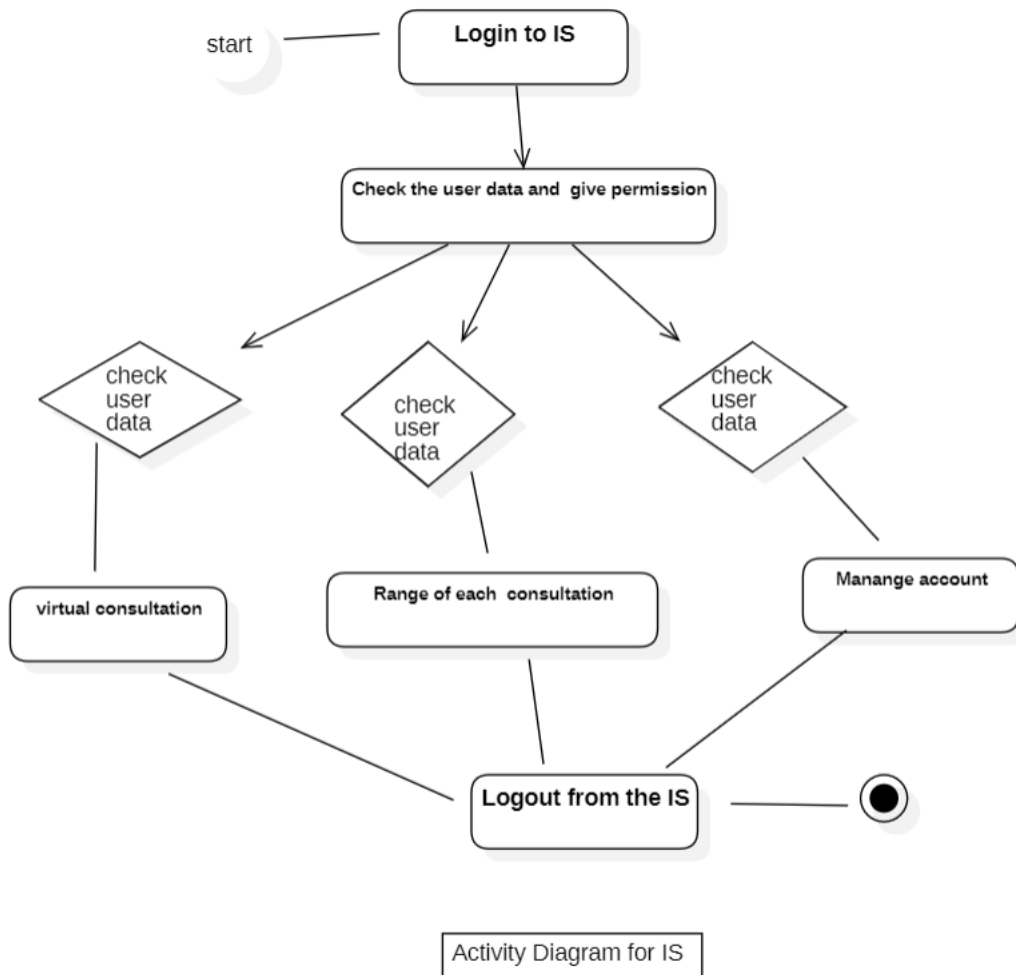 start
Login to IS
Check the user data and  give permission
check
user
data
check
user
data
check
user
data
virtual consultation
Range of each  consultation
Manange account
Logout from the IS
Activity Diagram for IS